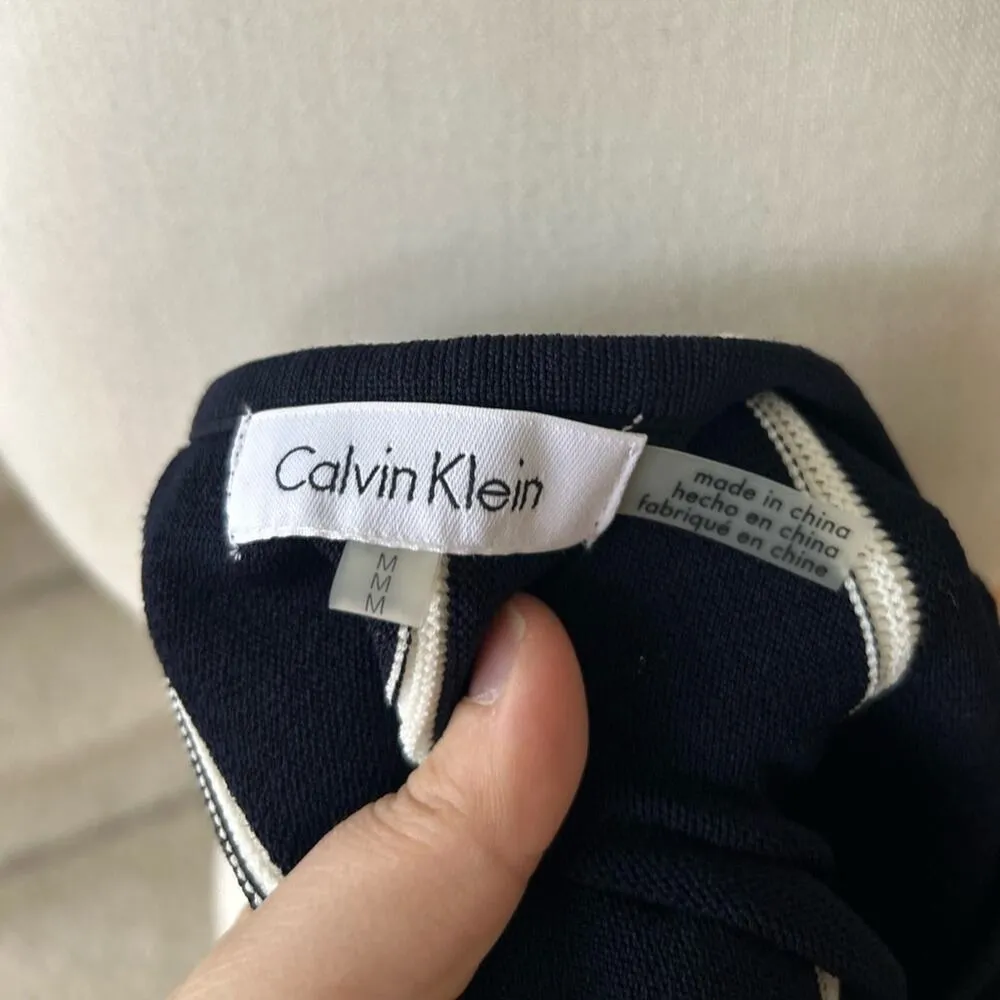 Calvin Klein
M
M
M
made in china
hecho en china
fabriqué en chine